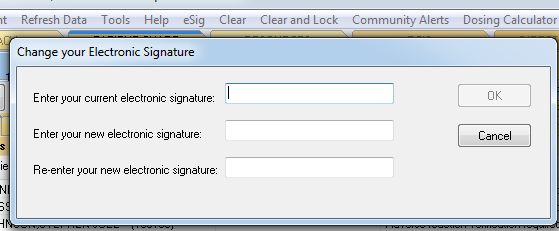 ent Refresh Data Tools Help eSig Clear Clear and Lock Community Alerts Dosing Calculator
Change your Electronic Signature
Enter your current electronic signature:
OK
Enter your new electronic signature:
Cancel
Re-enter your new electronic signature: